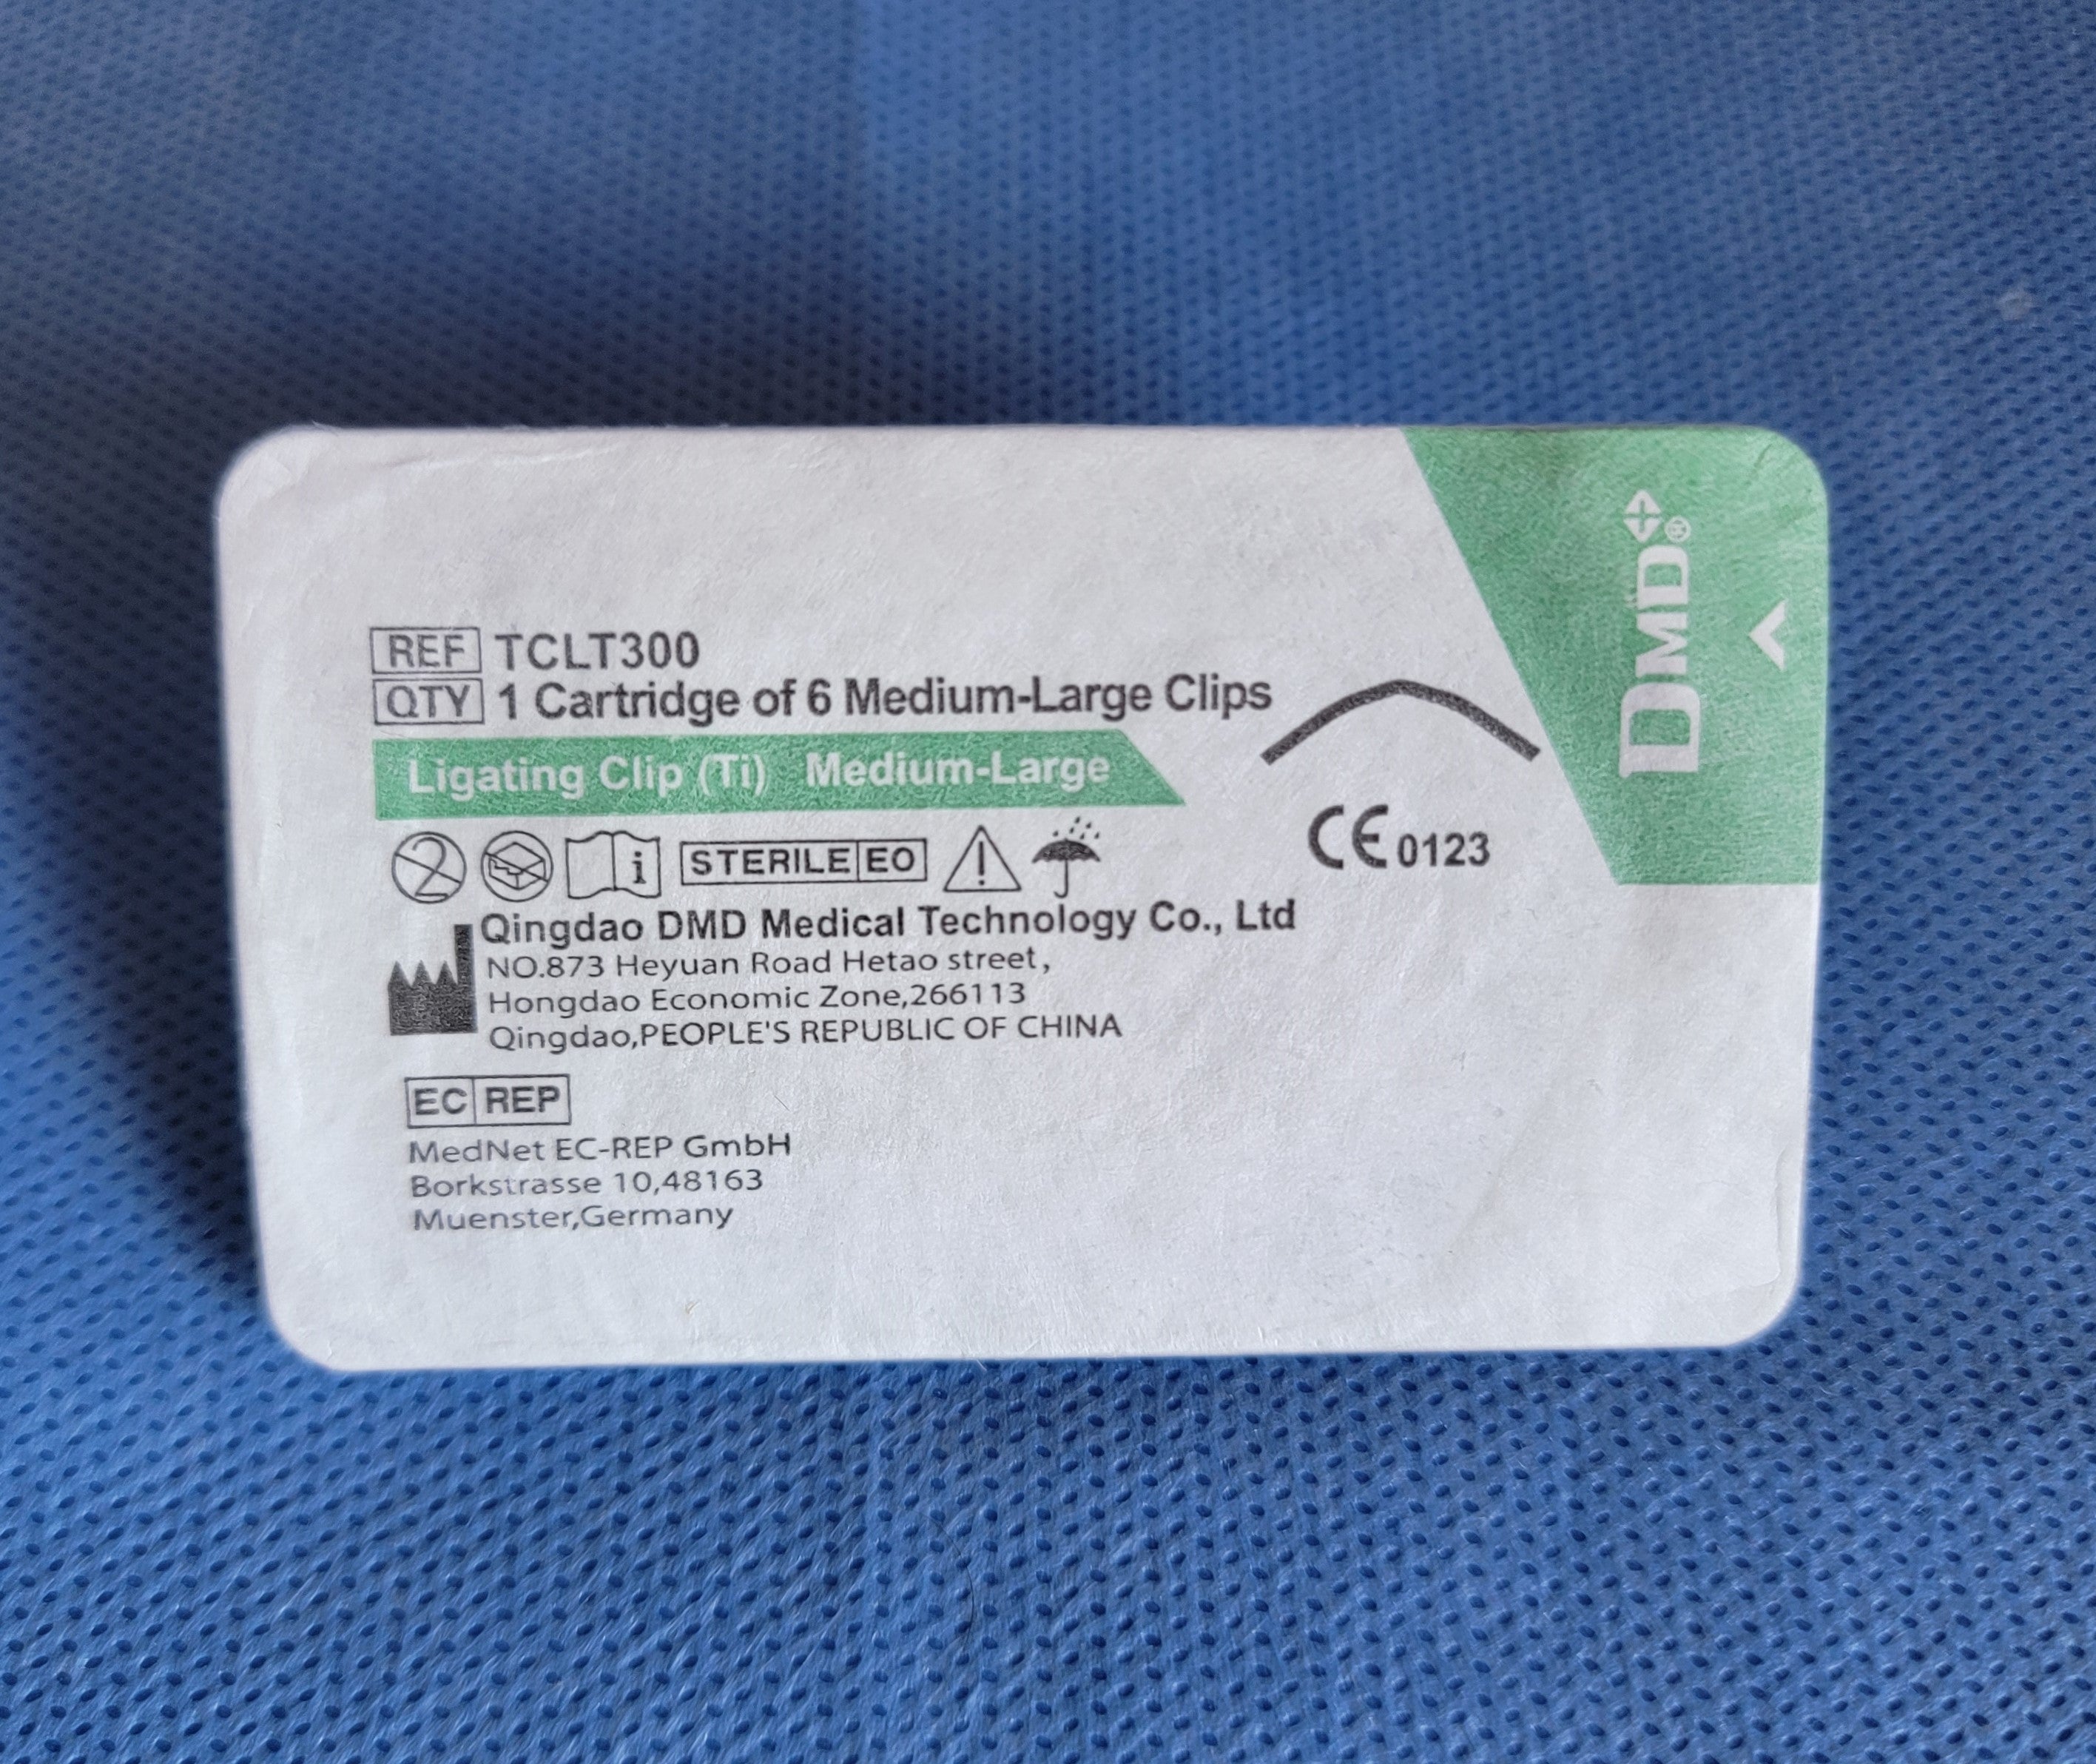 REF TCLT300
QTY 1 Cartridge of 6 Medium-Large Clips
Ligating Clip (Ti) Medium-Large
2 i STERILE EO !
CE 0123
Qingdao DMD Medical Technology Co., Ltd
NO.873 Heyuan Road Hetao street,
Hongdao Economic Zone,266113
Qingdao,PEOPLE'S REPUBLIC OF CHINA
EC REP
MedNet EC-REP GmbH
Borkstrasse 10,48163
Muenster,Germany
DMD®